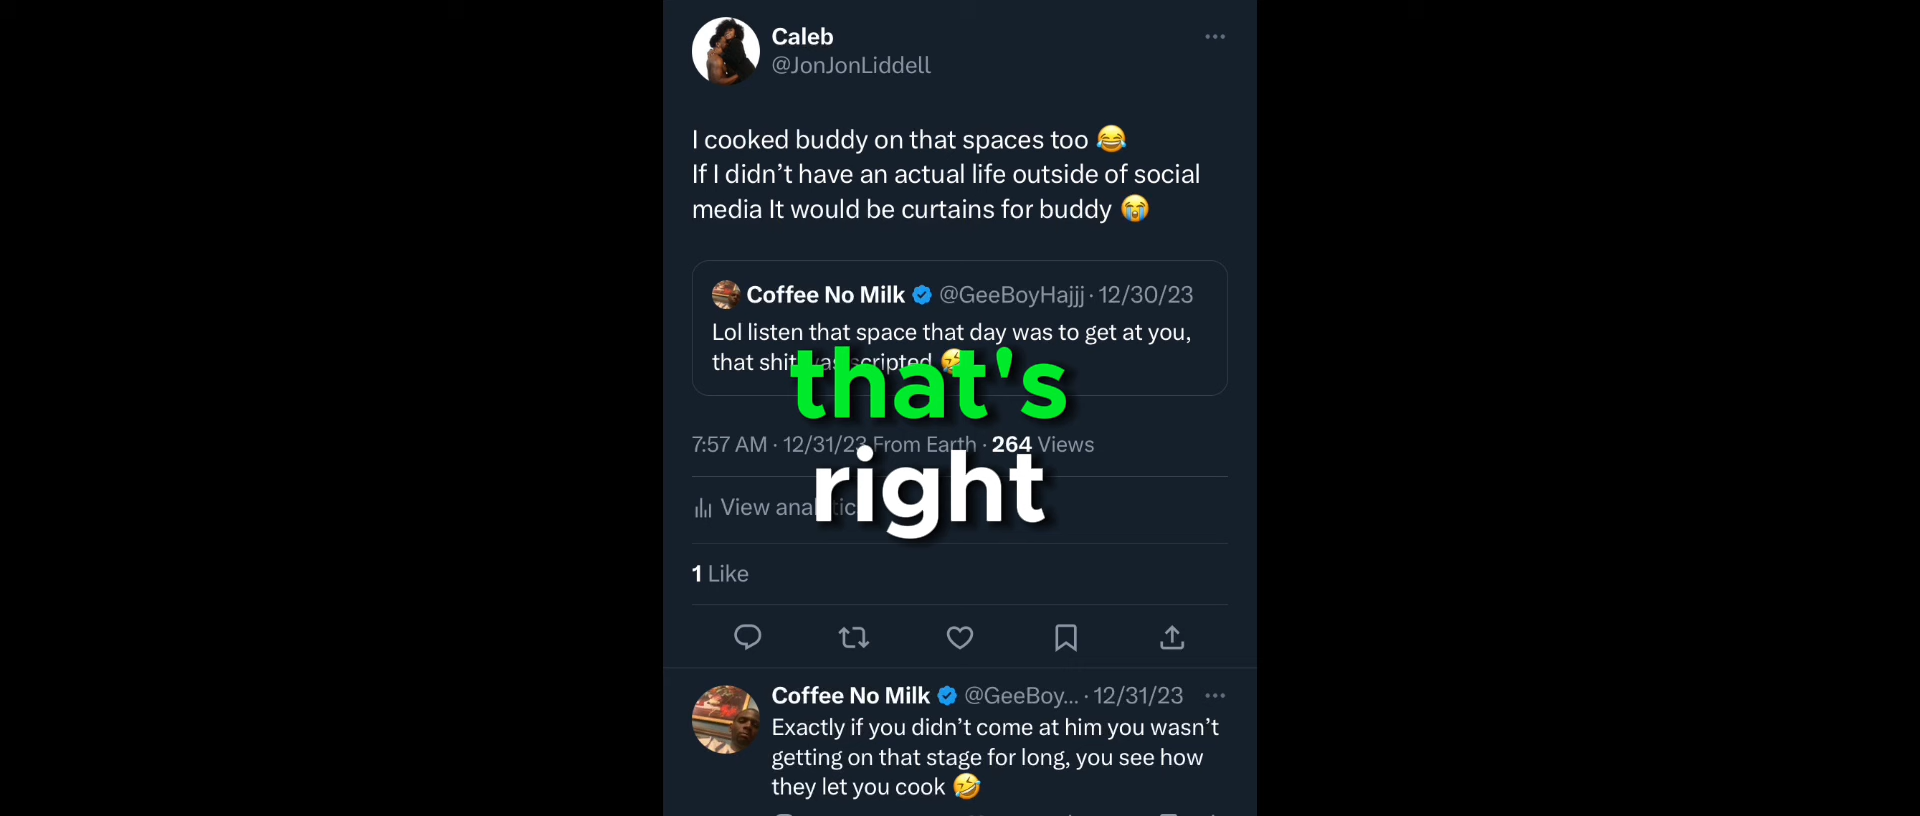 Caleb
@JonJonLiddell
I cooked buddy on that spaces too 😂
If I didn’t have an actual life outside of social
media It would be curtains for buddy 😭
Coffee No Milk @GeeBoyHajjj · 12/30/23
Lol listen that space that day was to get at you,
that shit was scripted 🤣
that's
7:57 AM · 12/31/23 From Earth · 264 Views
right
View analytics
1 Like
Coffee No Milk @GeeBoy... · 12/31/23
Exactly if you didn’t come at him you wasn’t
getting on that stage for long, you see how
they let you cook 🤣